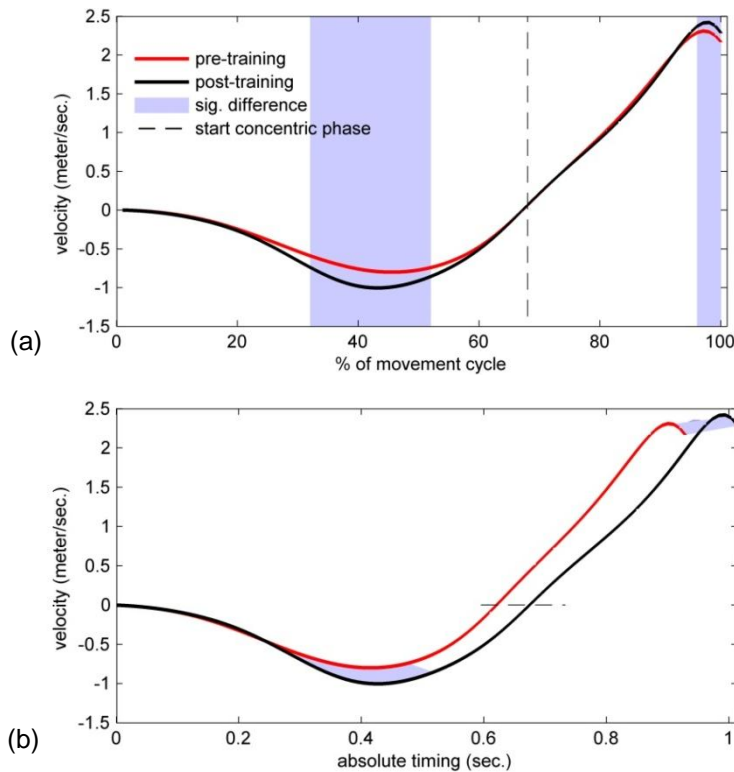 2.5
2
1.5
1
0.5
0
-0.5
-1
-1.5
velocity (meter/sec.)
pre-training
post-training
sig. difference
start concentric phase
0 20 40 60 80 100
% of movement cycle
(a)
2.5
2
1.5
1
0.5
0
-0.5
-1
-1.5
velocity (meter/sec.)
0 0.2 0.4 0.6 0.8 1
absolute timing (sec.)
(b)